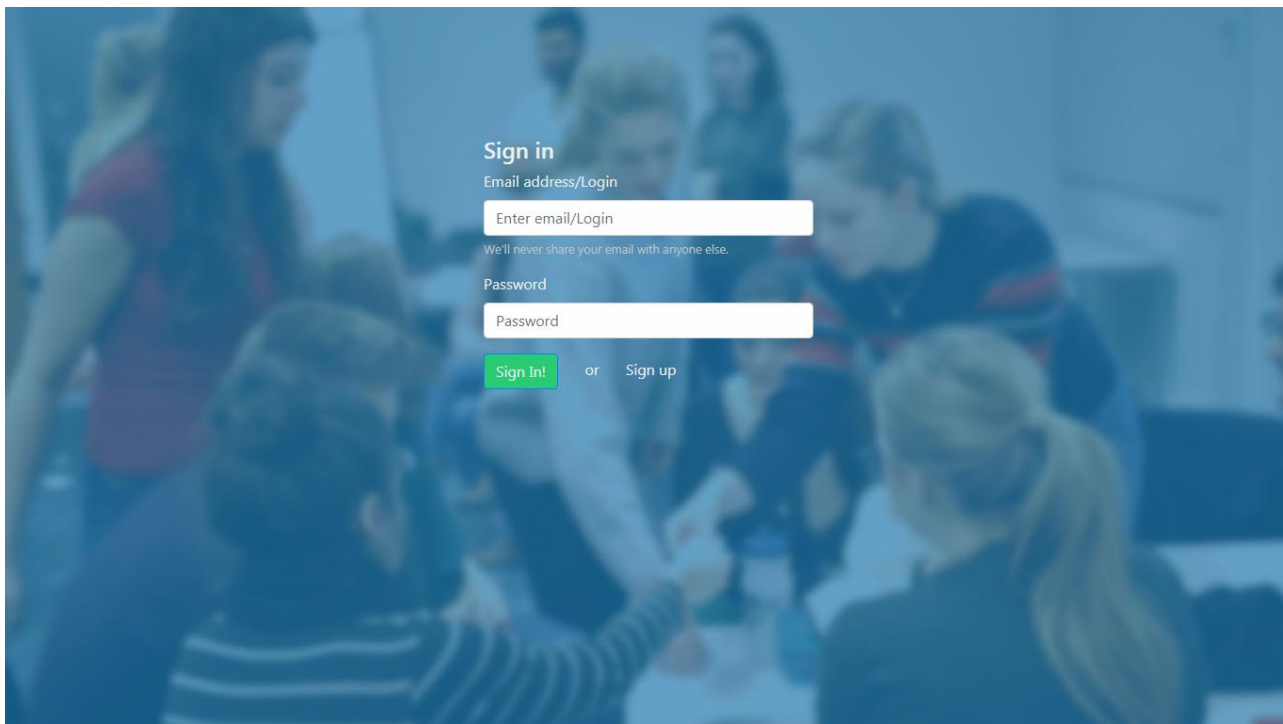 Sign in
Email address/Login
Enter email/Login
We'll never share your email with anyone else.
Password
Password
Sign In! or Sign up